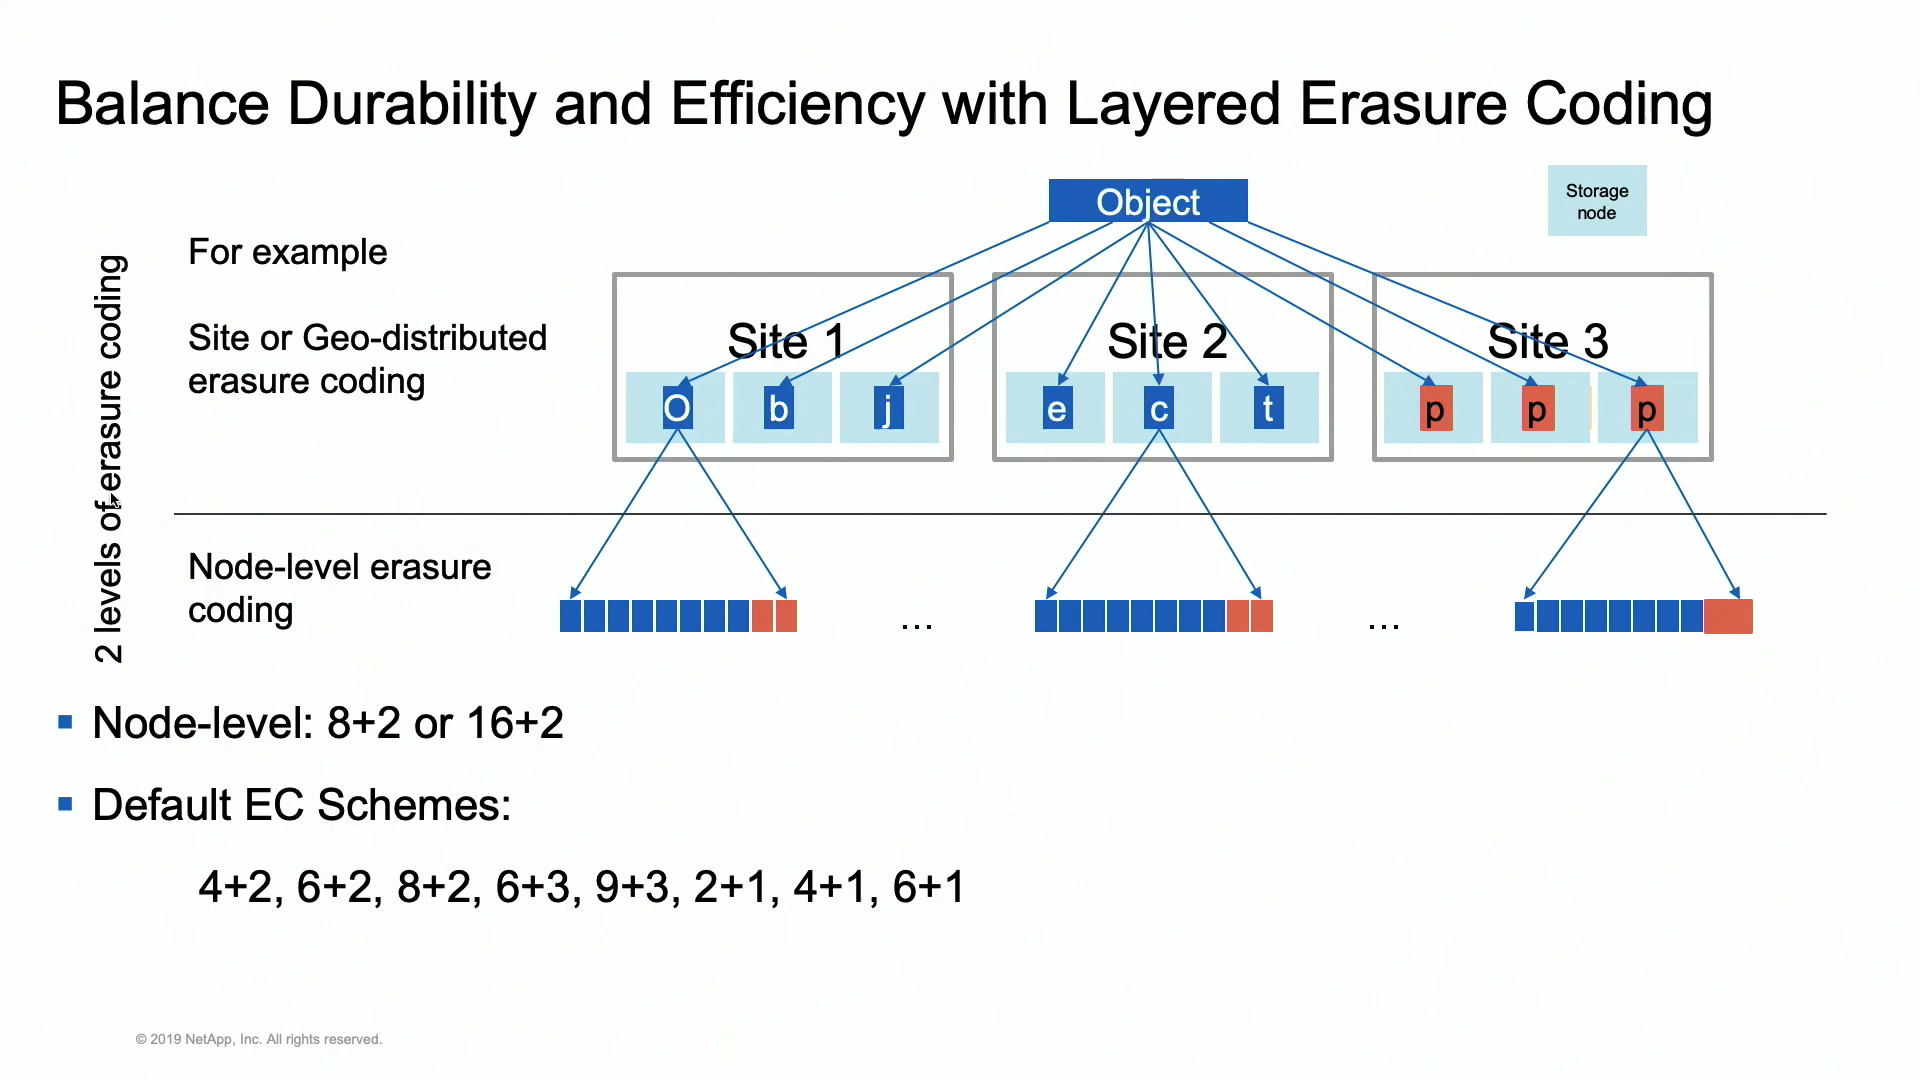 Balance Durability and Efficiency with Layered Erasure Coding
Object
Storage
node
2 levels of erasure coding
For example
Site or Geo-distributed
erasure coding
Site 1
Site 2
Site 3
O b j
e c t
p p p
Node-level erasure
coding
...
...
Node-level: 8+2 or 16+2
Default EC Schemes:
4+2, 6+2, 8+2, 6+3, 9+3, 2+1, 4+1, 6+1
© 2019 NetApp, Inc. All rights reserved.